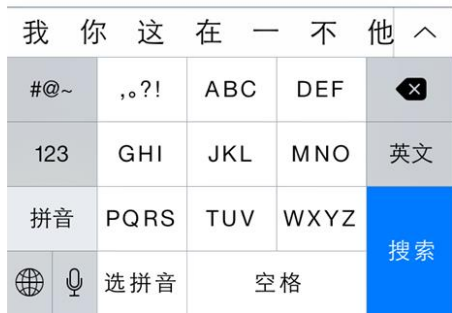 我 你 这 在 一 不 他
#@~ ,。?! ABC DEF
123 GHI JKL MNO 英文
拼音 PQRS TUV WXYZ
搜索
选拼音 空格